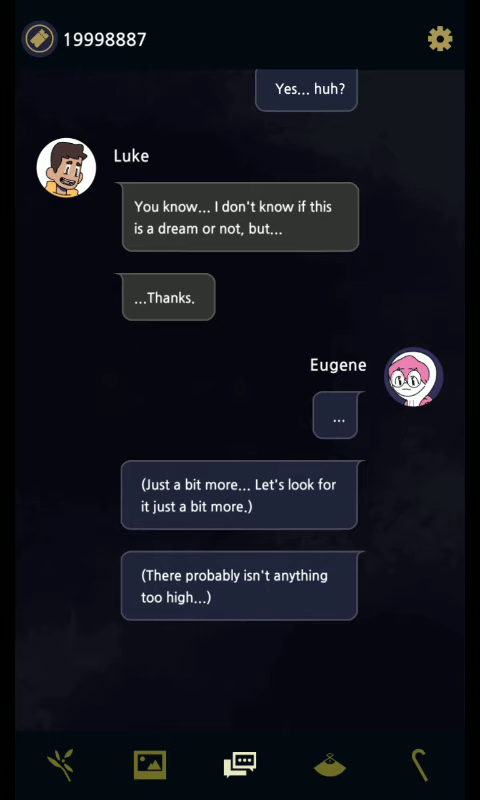 19998887
Yes... huh?
Luke
You know... I don't know if this
is a dream or not, but...
...Thanks.
Eugene
...
(Just a bit more... Let's look for
it just a bit more.)
(There probably isn't anything
too high...)